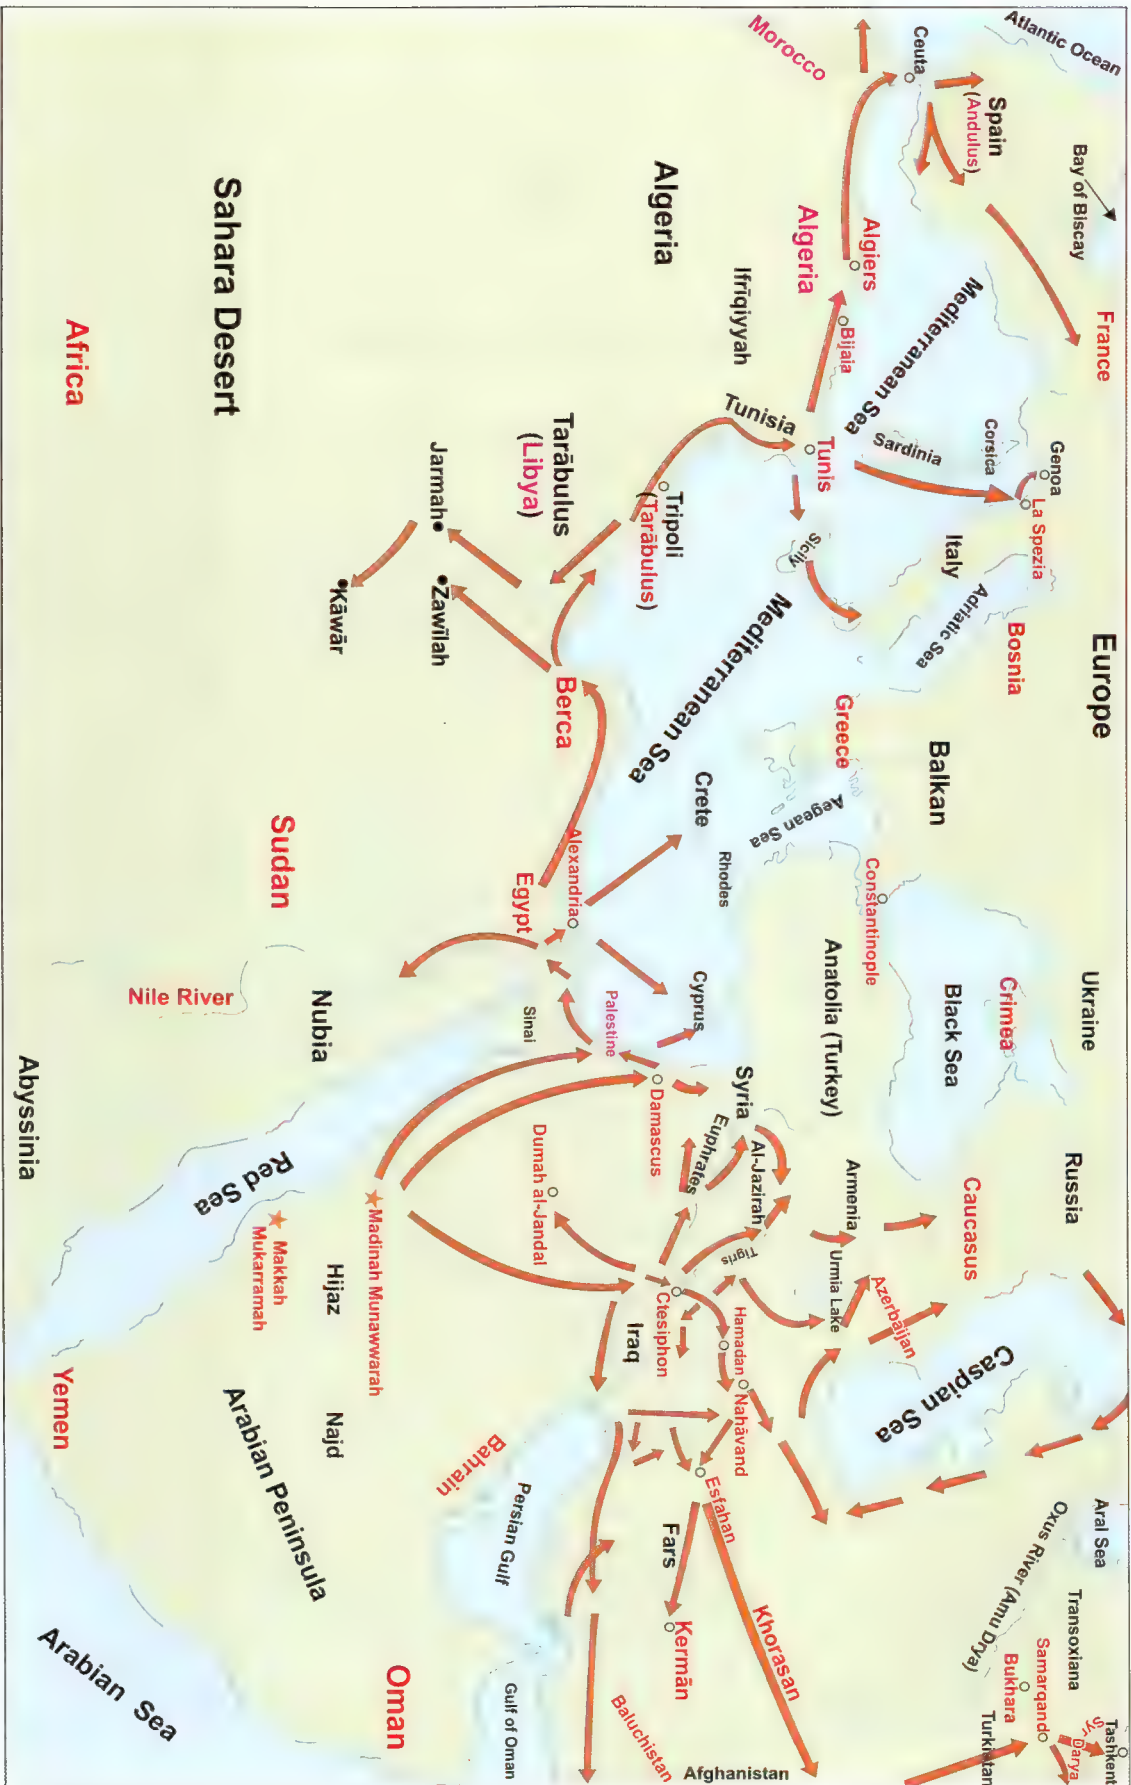 Atlantic Ocean
Bay of Biscay
France
Europe
Ukraine
Russia
Aral Sea
Oxus River (Amu Drya)
Transoxiana
Tashkent
Syr Darya
Samarqand
Bukhara
Turkistan
Spain
(Andulus)
Ceuta
Morocco
Genoa
La Spezia
Corsica
Sardinia
Italy
Adriatic Sea
Bosnia
Balkan
Greece
Aegean Sea
Constantinople
Crimea
Black Sea
Anatolia (Turkey)
Caucasus
Armenia
Azerbaijan
Urmia Lake
Caspian Sea
Mediterranean Sea
Algiers
Algeria
Bijaia
Algeria
Ifrīqiyyah
Tunisia
Tunis
Sicily
Mediterranean Sea
Crete
Rhodes
Cyprus
Syria
Al-Jazirah
Euphrates
Tigris
Hamadan
Nahāvand
Esfahan
Khorasan
Afghanistan
Tripoli
(Tarābulus)
Tarābulus
(Libya)
Berca
Alexandria
Egypt
Palestine
Sinai
Damascus
Dumah al-Jandal
Ctesiphon
Iraq
Fars
Kermān
Baluchistan
Jarmah
Zawīlah
Kāwār
Sahara Desert
Africa
Sudan
Nile River
Nubia
Abyssinia
Red Sea
Madinah Munawwarah
Makkah
Mukarramah
Hijaz
Najd
Bahrain
Persian Gulf
Gulf of Oman
Arabian Peninsula
Oman
Yemen
Arabian Sea